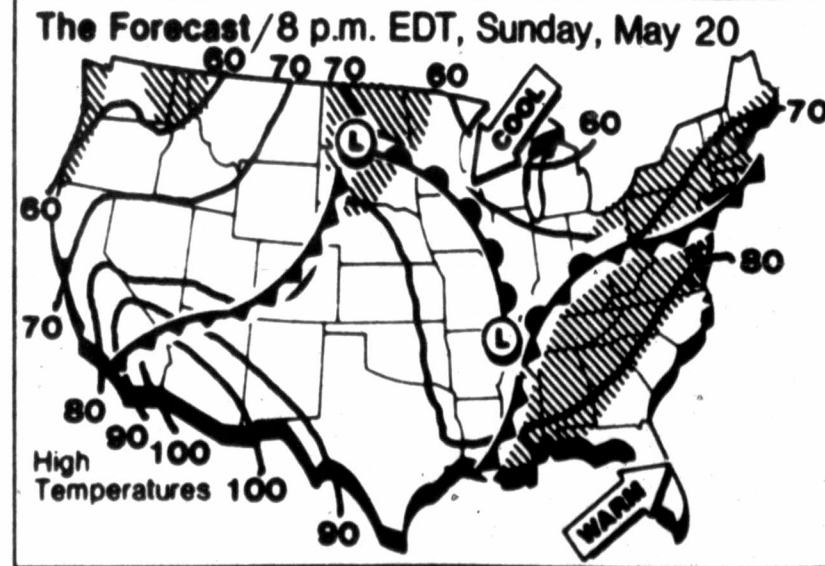 The Forecast/8 p.m. EDT, Sunday, May 20
60 70 70 60
COOL
60
70
L
60
80
70
L
80
90
100
High
Temperatures 100
90
WARM